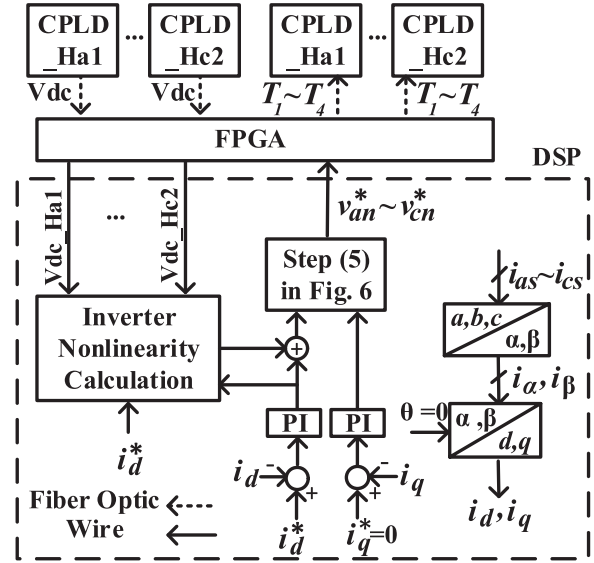 CPLD ... CPLD CPLD ... CPLD
_Ha1 _Hc2 _Ha1 _Hc2
Vdc Vdc T₁~T₄ T₁~T₄
FPGA
DSP
Vdc_Ha1 ... Vdc_Hc2
v*an~v*cn
Step (5)
in Fig. 6
ias~ics
a,b,c
α,β
Inverter
Nonlinearity
Calculation
+
iα,iβ
PI PI
θ=0
α,β
d,q
i*d
id - + - iq +
id,iq
Fiber Optic
Wire
i*d i*q=0